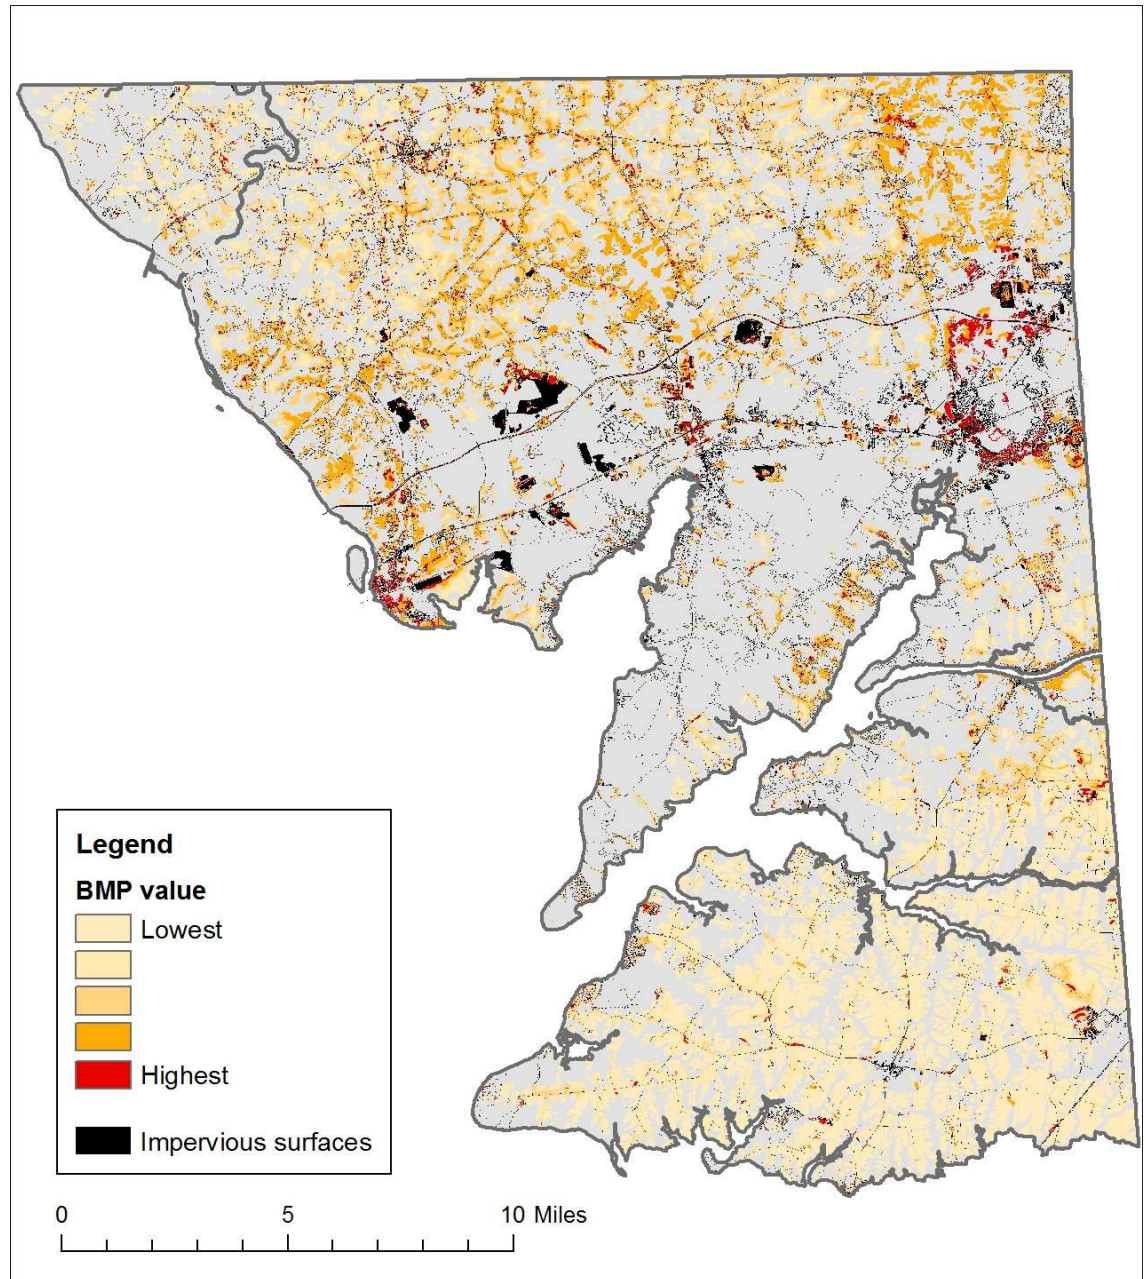 Legend
BMP value
Lowest
Highest
Impervious surfaces
0 5 10 Miles